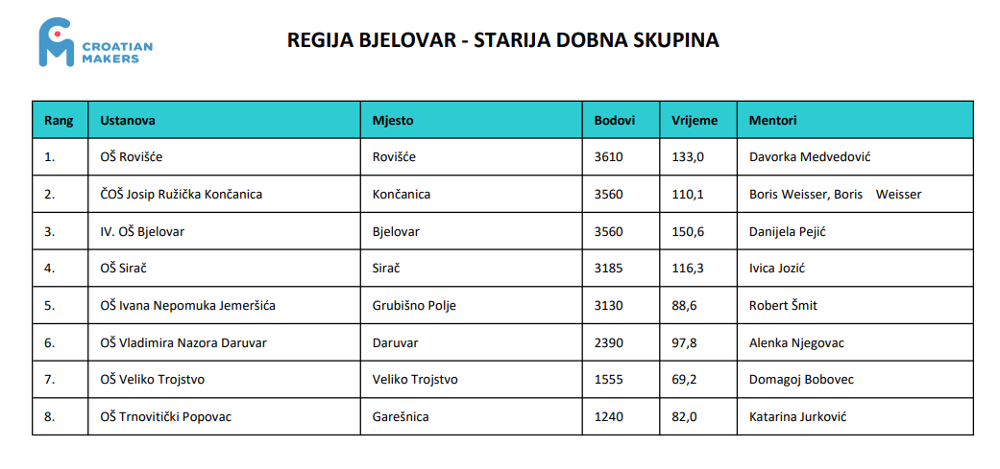 CROATIAN
MAKERS
REGIJA BJELOVAR - STARIJA DOBNA SKUPINA
Rang Ustanova Mjesto Bodovi Vrijeme Mentori
1. OŠ Rovišće Rovišće 3610 133,0 Davorka Medvedović
2. ČOŠ Josip Ružička Končanica Končanica 3560 110,1 Boris Weisser, Boris Weisser
3. IV. OŠ Bjelovar Bjelovar 3560 150,6 Danijela Pejić
4. OŠ Sirač Sirač 3185 116,3 Ivica Jozić
5. OŠ Ivana Nepomuka Jemeršića Grubišno Polje 3130 88,6 Robert Šmit
6. OŠ Vladimira Nazora Daruvar Daruvar 2390 97,8 Alenka Njegovac
7. OŠ Veliko Trojstvo Veliko Trojstvo 1555 69,2 Domagoj Bobovec
8. OŠ Trnovitički Popovac Garešnica 1240 82,0 Katarina Jurković